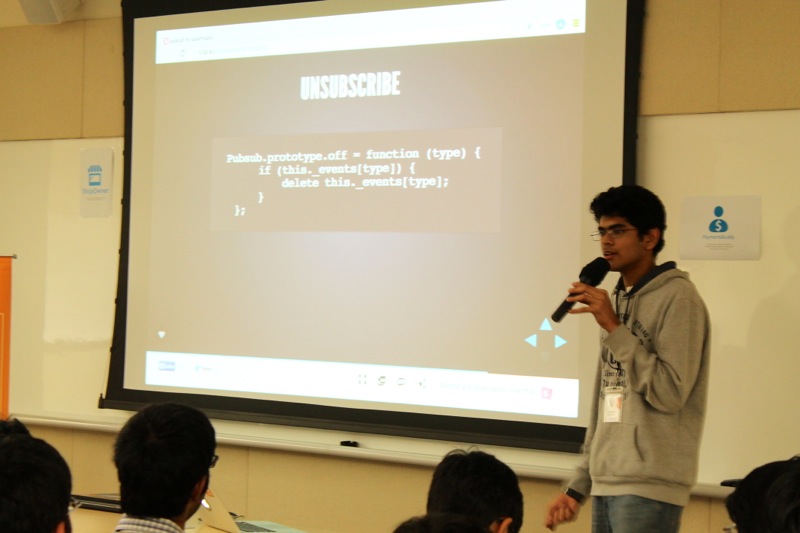 UNSUBSCRIBE
Pubsub.prototype.off = function (type) {
if (this._events[type]) {
delete this._events[type];
}
};